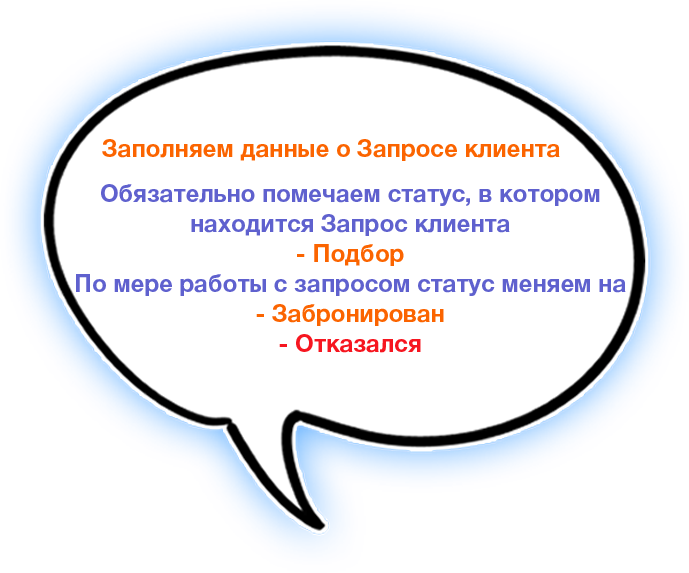 Заполняем данные о Запросе клиента
Обязательно помечаем статус, в котором
находится Запрос клиента
- Подбор
По мере работы с запросом статус меняем на
- Забронирован
- Отказался